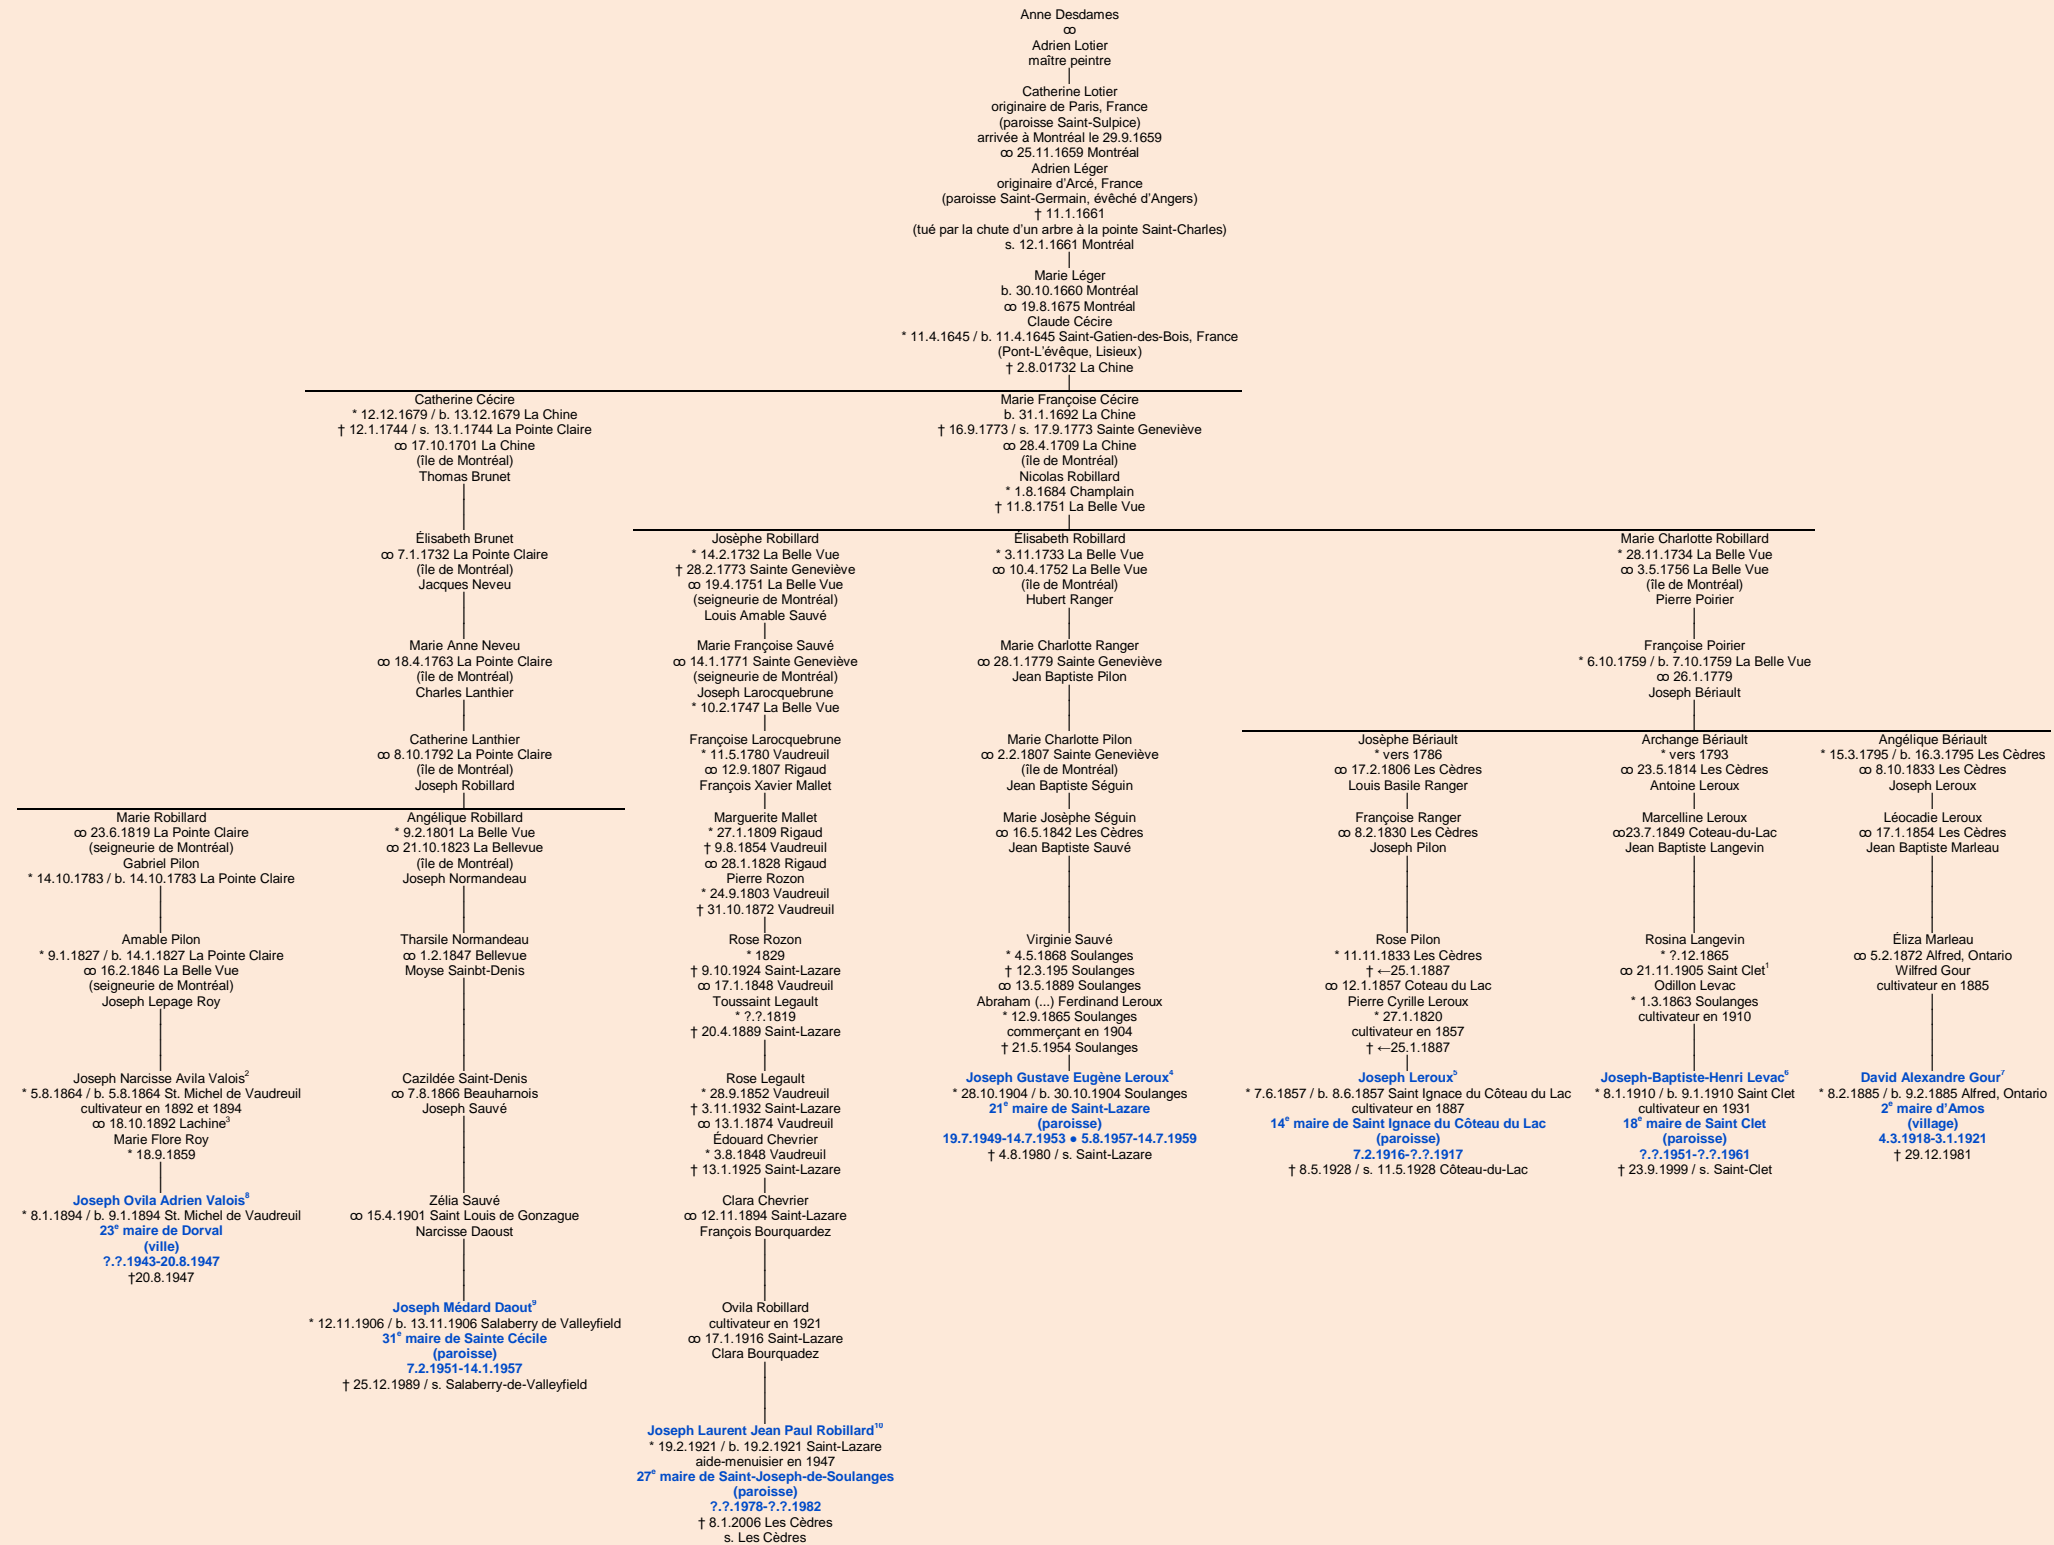 Anne Desdames
ꝏ
Adrien Lotier
maître peintre
Catherine Lotier
originaire de Paris, France
(paroisse Saint-Sulpice)
arrivée à Montréal le 29.9.1659
ꝏ 25.11.1659 Montréal
Adrien Léger
originaire d’Arcé, France
(paroisse Saint-Germain, évêché d’Angers)
† 11.1.1661
(tué par la chute d’un arbre à la pointe Saint-Charles)
s. 12.1.1661 Montréal
Marie Léger
b. 30.10.1660 Montréal
ꝏ 19.8.1675 Montréal
Claude Cécire
* 11.4.1645 / b. 11.4.1645 Saint-Gatien-des-Bois, France
(Pont-L’évêque, Lisieux)
† 2.8.01732 La Chine
Catherine Cécire
* 12.12.1679 / b. 13.12.1679 La Chine
† 12.1.1744 / s. 13.1.1744 La Pointe Claire
ꝏ 17.10.1701 La Chine
(île de Montréal)
Thomas Brunet
Marie Françoise Cécire
b. 31.1.1692 La Chine
† 16.9.1773 / s. 17.9.1773 Sainte Geneviève
ꝏ 28.4.1709 La Chine
(île de Montréal)
Nicolas Robillard
* 1.8.1684 Champlain
† 11.8.1751 La Belle Vue
Élisabeth Brunet
ꝏ 7.1.1732 La Pointe Claire
(île de Montréal)
Jacques Neveu
Josèphe Robillard
* 14.2.1732 La Belle Vue
† 28.2.1773 Sainte Geneviève
ꝏ 19.4.1751 La Belle Vue
(seigneurie de Montréal)
Louis Amable Sauvé
Élisabeth Robillard
* 3.11.1733 La Belle Vue
ꝏ 10.4.1752 La Belle Vue
(île de Montréal)
Hubert Ranger
Marie Charlotte Robillard
* 28.11.1734 La Belle Vue
ꝏ 3.5.1756 La Belle Vue
(île de Montréal)
Pierre Poirier
Marie Anne Neveu
ꝏ 18.4.1763 La Pointe Claire
(île de Montréal)
Charles Lanthier
Marie Françoise Sauvé
ꝏ 14.1.1771 Sainte Geneviève
(seigneurie de Montréal)
Joseph Larocquebrune
* 10.2.1747 La Belle Vue
Marie Charlotte Ranger
ꝏ 28.1.1779 Sainte Geneviève
Jean Baptiste Pilon
Françoise Poirier
* 6.10.1759 / b. 7.10.1759 La Belle Vue
ꝏ 26.1.1779
Joseph Bériault
Catherine Lanthier
ꝏ 8.10.1792 La Pointe Claire
(île de Montréal)
Joseph Robillard
Françoise Larocquebrune
* 11.5.1780 Vaudreuil
ꝏ 12.9.1807 Rigaud
François Xavier Mallet
Marie Charlotte Pilon
ꝏ 2.2.1807 Sainte Geneviève
(île de Montréal)
Jean Baptiste Séguin
Josèphe Bériault
* vers 1786
ꝏ 17.2.1806 Les Cèdres
Louis Basile Ranger
Archange Bériault
* vers 1793
ꝏ 23.5.1814 Les Cèdres
Antoine Leroux
Angélique Bériault
* 15.3.1795 / b. 16.3.1795 Les Cèdres
ꝏ 8.10.1833 Les Cèdres
Joseph Leroux
Marie Robillard
ꝏ 23.6.1819 La Pointe Claire
(seigneurie de Montréal)
Gabriel Pilon
* 14.10.1783 / b. 14.10.1783 La Pointe Claire
Angélique Robillard
* 9.2.1801 La Belle Vue
ꝏ 21.10.1823 La Bellevue
(île de Montréal)
Joseph Normandeau
Marguerite Mallet
* 27.1.1809 Rigaud
† 9.8.1854 Vaudreuil
ꝏ 28.1.1828 Rigaud
Pierre Rozon
* 24.9.1803 Vaudreuil
† 31.10.1872 Vaudreuil
Marie Josèphe Séguin
ꝏ 16.5.1842 Les Cèdres
Jean Baptiste Sauvé
Françoise Ranger
ꝏ 8.2.1830 Les Cèdres
Joseph Pilon
Marcelline Leroux
ꝏ23.7.1849 Coteau-du-Lac
Jean Baptiste Langevin
Léocadie Leroux
ꝏ 17.1.1854 Les Cèdres
Jean Baptiste Marleau
Amable Pilon
* 9.1.1827 / b. 14.1.1827 La Pointe Claire
ꝏ 16.2.1846 La Belle Vue
(seigneurie de Montréal)
Joseph Lepage Roy
Tharsile Normandeau
ꝏ 1.2.1847 Bellevue
Moyse Sainbt-Denis
Rose Rozon
* 1829
† 9.10.1924 Saint-Lazare
ꝏ 17.1.1848 Vaudreuil
Toussaint Legault
* ?.?.1819
† 20.4.1889 Saint-Lazare
Virginie Sauvé
* 4.5.1868 Soulanges
† 12.3.195 Soulanges
ꝏ 13.5.1889 Soulanges
Abraham (...) Ferdinand Leroux
* 12.9.1865 Soulanges
commerçant en 1904
† 21.5.1954 Soulanges
Rose Pilon
* 11.11.1833 Les Cèdres
† ←25.1.1887
ꝏ 12.1.1857 Coteau du Lac
Pierre Cyrille Leroux
* 27.1.1820
cultivateur en 1857
† ←25.1.1887
Rosina Langevin
* ?.12.1865
ꝏ 21.11.1905 Saint Clet¹
Odillon Levac
* 1.3.1863 Soulanges
cultivateur en 1910
Éliza Marleau
ꝏ 5.2.1872 Alfred, Ontario
Wilfred Gour
cultivateur en 1885
Joseph Narcisse Avila Valois²
* 5.8.1864 / b. 5.8.1864 St. Michel de Vaudreuil
cultivateur en 1892 et 1894
ꝏ 18.10.1892 Lachine³
Marie Flore Roy
* 18.9.1859
Cazildée Saint-Denis
ꝏ 7.8.1866 Beauharnois
Joseph Sauvé
Rose Legault
* 28.9.1852 Vaudreuil
† 3.11.1932 Saint-Lazare
ꝏ 13.1.1874 Vaudreuil
Édouard Chevrier
* 3.8.1848 Vaudreuil
† 13.1.1925 Saint-Lazare
Joseph Gustave Eugène Leroux⁴
* 28.10.1904 / b. 30.10.1904 Soulanges
21ᵉ maire de Saint-Lazare
(paroisse)
19.7.1949-14.7.1953 ● 5.8.1957-14.7.1959
† 4.8.1980 / s. Saint-Lazare
Joseph Leroux⁵
* 7.6.1857 / b. 8.6.1857 Saint Ignace du Côteau du Lac
cultivateur en 1887
14ᵉ maire de Saint Ignace du Côteau du Lac
(paroisse)
7.2.1916-?.?.1917
† 8.5.1928 / s. 11.5.1928 Côteau-du-Lac
Joseph-Baptiste-Henri Levac⁶
* 8.1.1910 / b. 9.1.1910 Saint Clet
cultivateur en 1931
18ᵉ maire de Saint Clet
(paroisse)
?.?.1951-?.?.1961
† 23.9.1999 / s. Saint-Clet
David Alexandre Gour⁷
* 8.2.1885 / b. 9.2.1885 Alfred, Ontario
2ᵉ maire d’Amos
(village)
4.3.1918-3.1.1921
† 29.12.1981
Joseph Ovila Adrien Valois⁸
* 8.1.1894 / b. 9.1.1894 St. Michel de Vaudreuil
23ᵉ maire de Dorval
(ville)
?.?.1943-20.8.1947
†20.8.1947
Zélia Sauvé
ꝏ 15.4.1901 Saint Louis de Gonzague
Narcisse Daoust
Clara Chevrier
ꝏ 12.11.1894 Saint-Lazare
François Bourquardez
Joseph Médard Daout⁹
* 12.11.1906 / b. 13.11.1906 Salaberry de Valleyfield
31ᵉ maire de Sainte Cécile
(paroisse)
7.2.1951-14.1.1957
† 25.12.1989 / s. Salaberry-de-Valleyfield
Ovila Robillard
cultivateur en 1921
ꝏ 17.1.1916 Saint-Lazare
Clara Bourquadez
Joseph Laurent Jean Paul Robillard¹⁰
* 19.2.1921 / b. 19.2.1921 Saint-Lazare
aide-menuisier en 1947
27ᵉ maire de Saint-Joseph-de-Soulanges
(paroisse)
?.?.1978-?.?.1982
† 8.1.2006 Les Cèdres
s. Les Cèdres